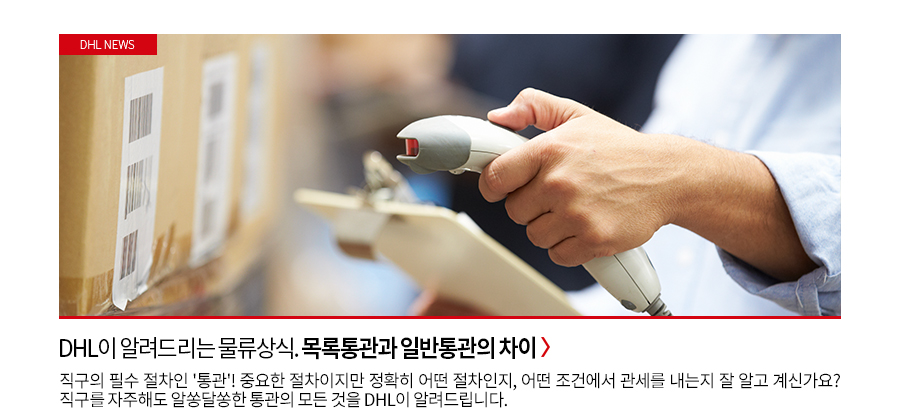 DHL NEWS
DHL이 알려드리는 물류상식. 목록통관과 일반통관의 차이 >
직구의 필수 절차인 '통관'! 중요한 절차이지만 정확히 어떤 절차인지, 어떤 조건에서 관세를 내는지 잘 알고 계신가요?
직구를 자주해도 알쏭달쏭한 통관의 모든 것을 DHL이 알려드립니다.